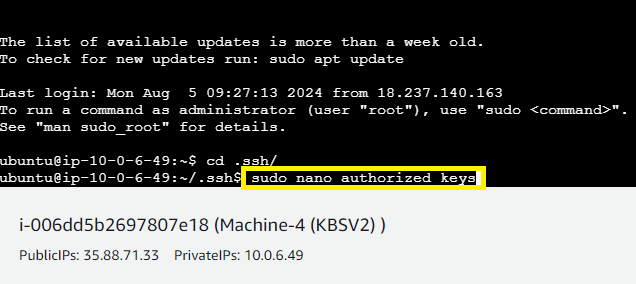 The list of available updates is more than a week old.
To check for new updates run: sudo apt update
Last login: Mon Aug  5 09:27:13 2024 from 18.237.140.163
To run a command as administrator (user "root"), use "sudo <command>".
See "man sudo_root" for details.
ubuntu@ip-10-0-6-49:~$ cd .ssh/
ubuntu@ip-10-0-6-49:~/.ssh$ sudo nano authorized keys
i-006dd5b2697807e18 (Machine-4 (KBSV2) )
PublicIPs: 35.88.71.33 PrivateIPs: 10.0.6.49